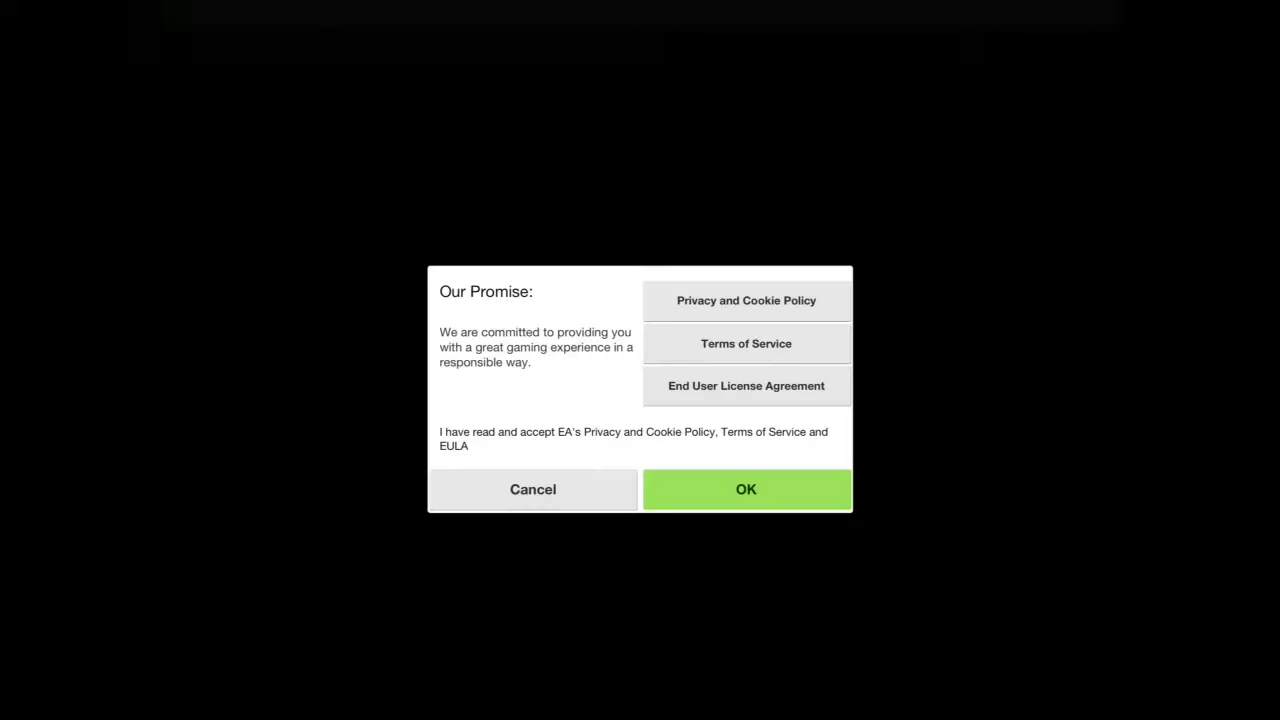 Our Promise:
We are committed to providing you
with a great gaming experience in a
responsible way.
Privacy and Cookie Policy
Terms of Service
End User License Agreement
I have read and accept EA's Privacy and Cookie Policy, Terms of Service and
EULA
Cancel
OK